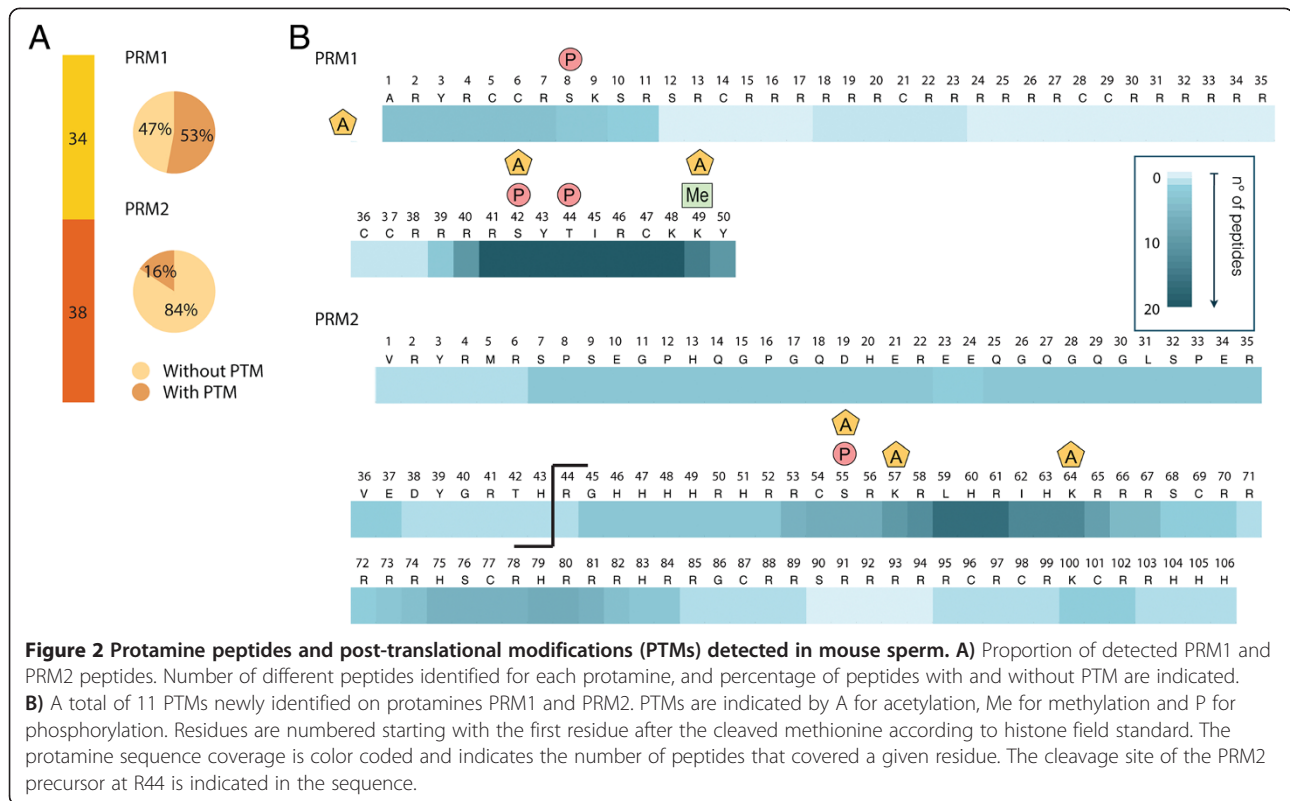 A
34
38
PRM1
47%
53%
PRM2
16%
84%
Without PTM
With PTM
B
PRM1
P
1 2 3 4 5 6 7 8 9 10 11 12 13 14 15 16 17 18 19 20 21 22 23 24 25 26 27 28 29 30 31 31 33 34 35
A R Y R C C R S K S R S R C R R R R R R C R R R R R R C C R R R R R R
A
A A
P P Me
36 37 38 39 40 41 42 43 44 45 46 47 48 49 50
C C R R R R S Y T I R C K K Y
0
10
20
n° of peptides
PRM2
1 2 3 4 5 6 7 8 9 10 11 12 13 14 15 16 17 18 19 20 21 22 23 24 25 26 27 28 29 30 31 32 33 34 35
V R Y R M R S P S E G P H Q G P G Q D H E R E E Q G Q G Q G L S P E R
A
P A A
36 37 38 39 40 41 42 43 44 45 46 47 48 49 50 51 52 53 54 55 56 57 58 59 60 61 62 63 64 65 66 67 68 69 70 71
V E D Y G R T H R G H H H H R H R R C S R K R L H R I H K R R R S C R R
72 73 74 75 76 77 78 79 80 81 82 83 84 85 86 87 88 89 90 91 92 93 94 95 96 97 98 99 100 101 102 103 104 105 106
R R R H S C R H R R R H R R G C R R S R R R R R C R C R K C R R H H H
Figure 2 Protamine peptides and post-translational modifications (PTMs) detected in mouse sperm. A) Proportion of detected PRM1 and
PRM2 peptides. Number of different peptides identified for each protamine, and percentage of peptides with and without PTM are indicated.
B) A total of 11 PTMs newly identified on protamines PRM1 and PRM2. PTMs are indicated by A for acetylation, Me for methylation and P for
phosphorylation. Residues are numbered starting with the first residue after the cleaved methionine according to histone field standard. The
protamine sequence coverage is color coded and indicates the number of peptides that covered a given residue. The cleavage site of the PRM2
precursor at R44 is indicated in the sequence.